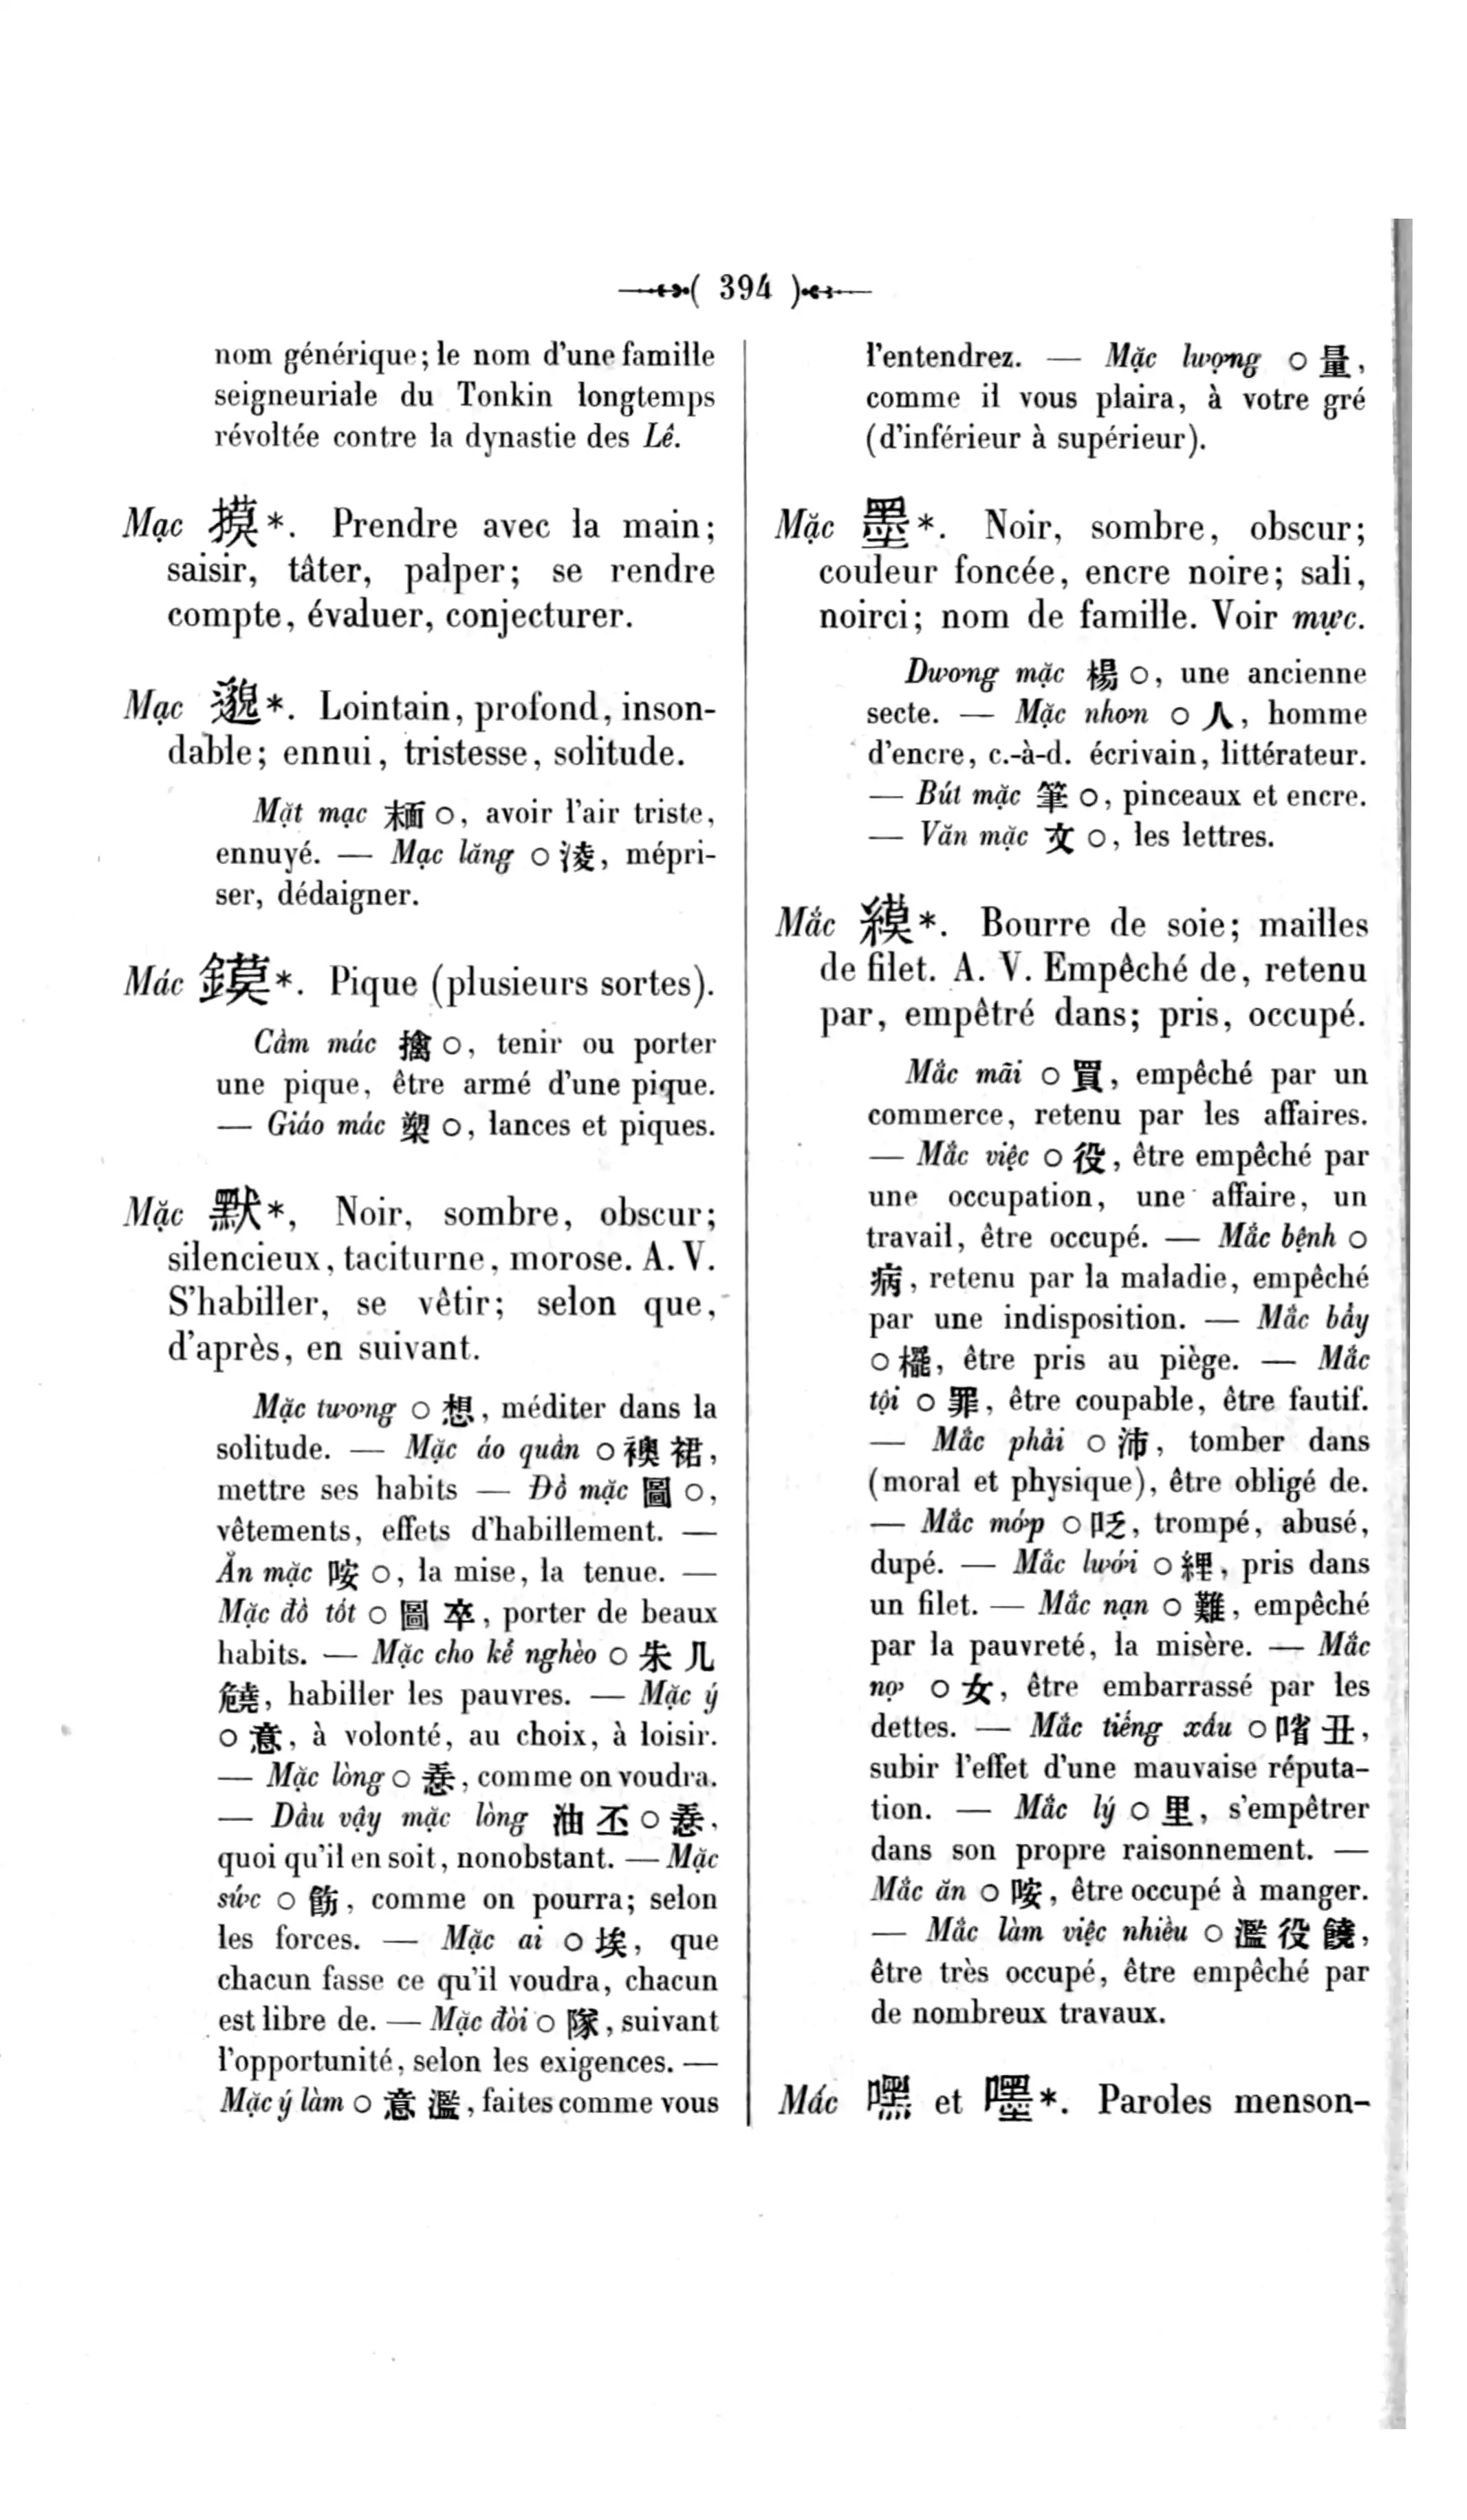 ( 394 )
nom générique; le nom d'une famille
seigneuriale du Tonkin longtemps
révoltée contre la dynastie des Lê.
Mạc 摸*. Prendre avec la main;
saisir, tâter, palper; se rendre
compte, évaluer, conjecturer.
Mạc 邈*. Lointain, profond, inson-
dable; ennui, tristesse, solitude.
Mặt mạc 𩈘 ○, avoir l'air triste,
ennuyé. — Mạc lăng ○ 淩, mépri-
ser, dédaigner.
Mác 鏌*. Pique (plusieurs sortes).
Cầm mác 擒 ○, tenir ou porter
une pique, être armé d'une pique.
— Giáo mác 槊 ○, lances et piques.
Mặc 默*, Noir, sombre, obscur;
silencieux, taciturne, morose. A. V.
S'habiller, se vêtir; selon que,
d'après, en suivant.
Mặc tương ○ 想, méditer dans la
solitude. — Mặc áo quần ○ 襖 裙,
mettre ses habits — Đồ mặc 圖 ○,
vêtements, effets d'habillement. —
Ăn mặc 咹 ○, la mise, la tenue. —
Mặc đồ tốt ○ 圖 卒, porter de beaux
habits. — Mặc cho kẻ nghèo ○ 朱 几
, habiller les pauvres. — Mặc ý
○ 意, à volonté, au choix, à loisir.
— Mặc lòng ○ , comme on voudra.
— Dầu vậy mặc lòng 油 丕 ○ ,
quoi qu'il en soit, nonobstant. — Mặc
sức ○ 飭, comme on pourra; selon
les forces. — Mặc ai ○ 埃, que
chacun fasse ce qu'il voudra, chacun
est libre de. — Mặc đòi ○ 隊, suivant
l'opportunité, selon les exigences. —
Mặc ý làm ○ 意 濫, faites comme vous
l'entendrez. — Mặc lượng ○ 量,
comme il vous plaira, à votre gré
(d'inférieur à supérieur).
Mặc 墨*. Noir, sombre, obscur;
couleur foncée, encre noire; sali,
noirci; nom de famille. Voir mực.
Dương mặc 楊 ○, une ancienne
secte. — Mặc nhơn ○ 人, homme
d'encre, c.-à-d. écrivain, littérateur.
— Bút mặc 筆 ○, pinceaux et encre.
— Văn mặc 文 ○, les lettres.
Mắc 縸*. Bourre de soie; mailles
de filet. A. V. Empêché de, retenu
par, empêtré dans; pris, occupé.
Mắc mãi ○ 買, empêché par un
commerce, retenu par les affaires.
— Mắc việc ○ 役, être empêché par
une occupation, une affaire, un
travail, être occupé. — Mắc bệnh ○
病, retenu par la maladie, empêché
par une indisposition. — Mắc bẫy
○ 欏, être pris au piège. — Mắc
tội ○ 罪, être coupable, être fautif.
— Mắc phải ○ 沛, tomber dans
(moral et physique), être obligé de.
— Mắc mớp ○ 𠯋, trompé, abusé,
dupé. — Mắc lưới ○ 䋥, pris dans
un filet. — Mắc nạn ○ 難, empêché
par la pauvreté, la misère. — Mắc
nợ ○ 女, être embarrassé par les
dettes. — Mắc tiếng xấu ○ 㗂 丑,
subir l'effet d'une mauvaise réputa-
tion. — Mắc lý ○ 里, s'empêtrer
dans son propre raisonnement. —
Mắc ăn ○ 咹, être occupé à manger.
— Mắc làm việc nhiều ○ 濫 役 饒,
être très occupé, être empêché par
de nombreux travaux.
Mắc 嘿 et 嚜*. Paroles menson-